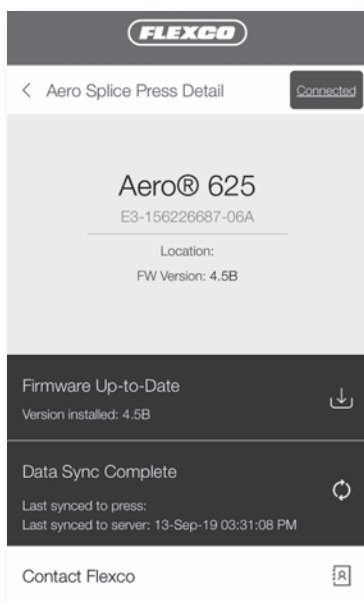 FLEXCO
Aero Splice Press Detail
Connected
Aero® 625
E3-156226687-06A
Location:
FW Version: 4.5B
Firmware Up-to-Date
Version installed: 4.5B
Data Sync Complete
Last synced to press:
Last synced to server: 13-Sep-19 03:31:08 PM
Contact Flexco